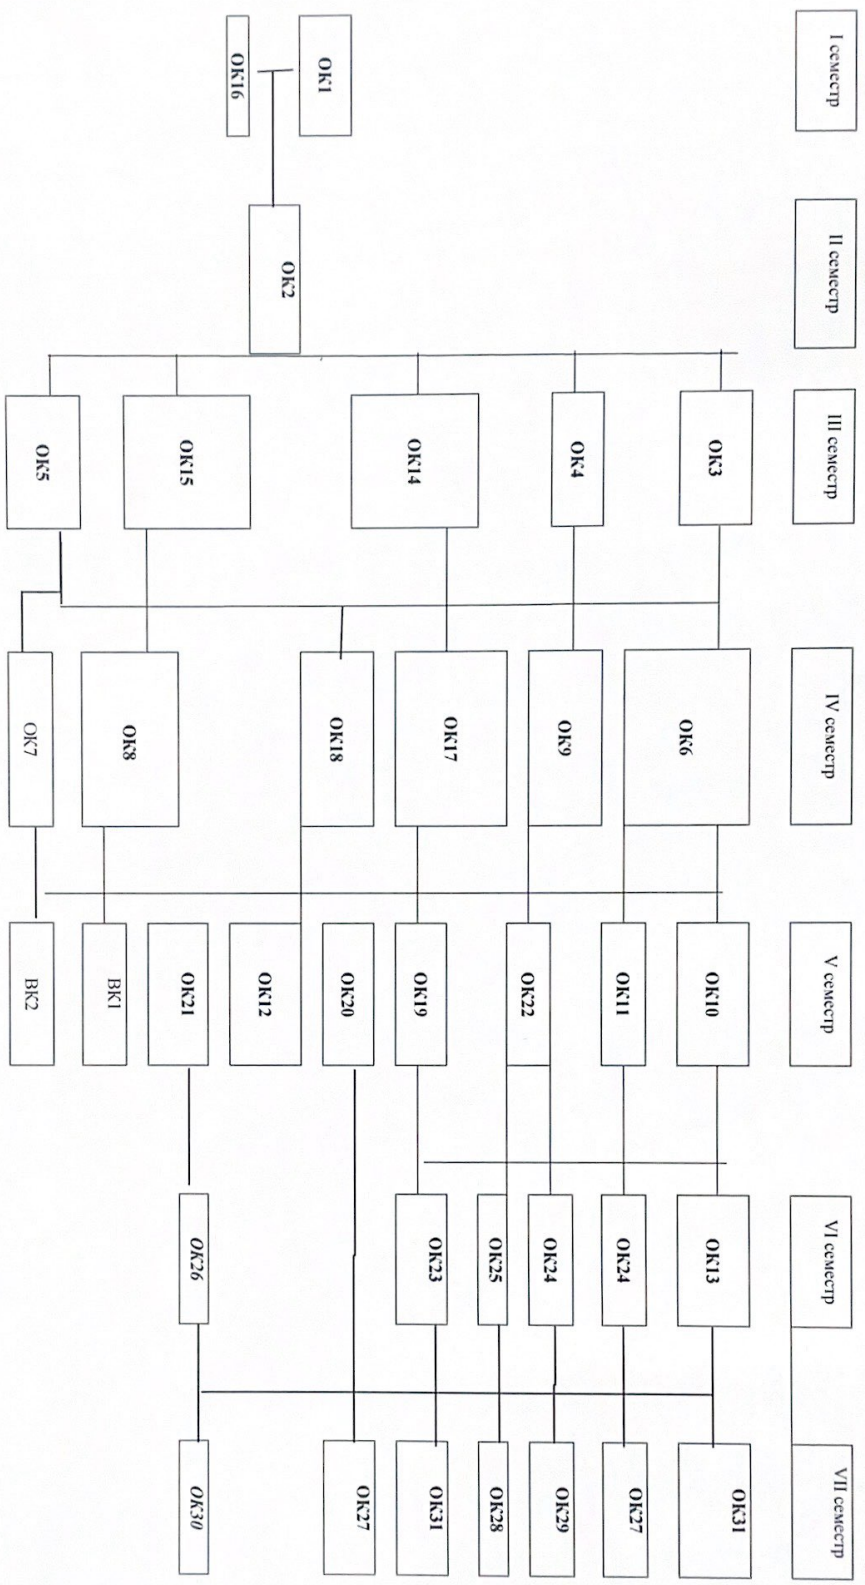 I семестр
II семестр
III семестр
IV семестр
V семестр
VI семестр
VII семестр
ОК1
ОК16
ОК2
ОК3
ОК4
ОК14
ОК15
ОК5
ОК6
ОК9
ОК17
ОК18
ОК8
ОК7
ОК10
ОК11
ОК22
ОК19
ОК20
ОК12
ОК21
ВК1
ВК2
ОК13
ОК24
ОК24
ОК25
ОК23
ОК26
ОК31
ОК27
ОК29
ОК28
ОК31
ОК27
ОК30